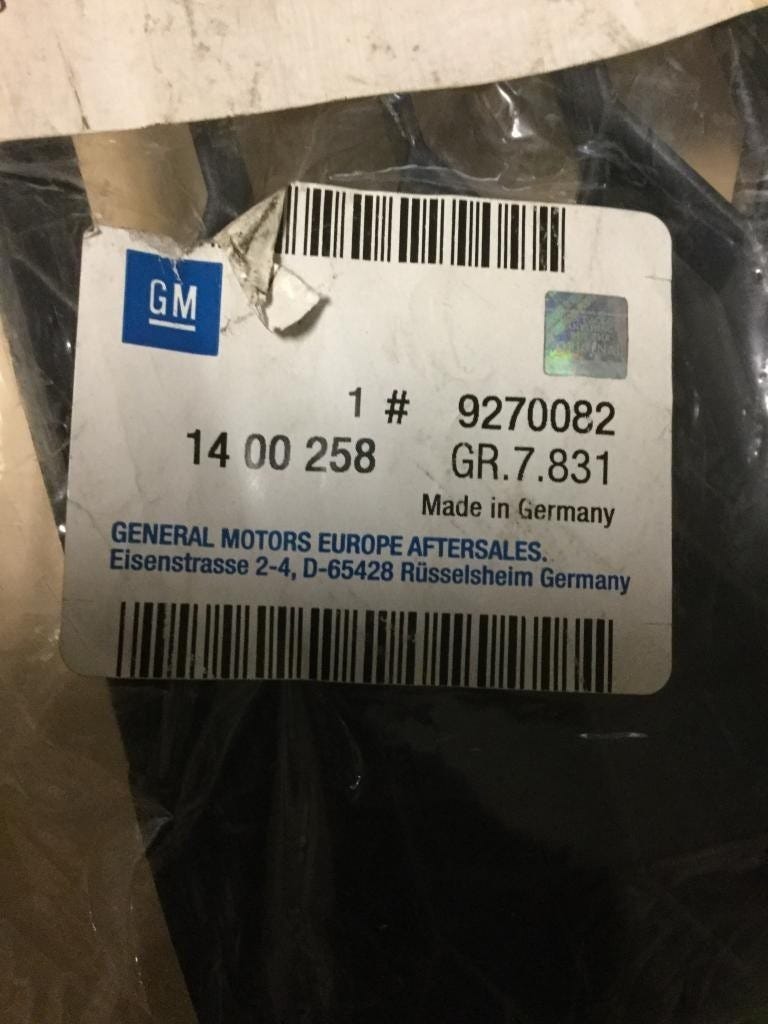 GM
1 # 9270082
14 00 258 GR.7.831
Made in Germany
GENERAL MOTORS EUROPE AFTERSALES.
Eisenstrasse 2-4, D-65428 Rüsselsheim Germany